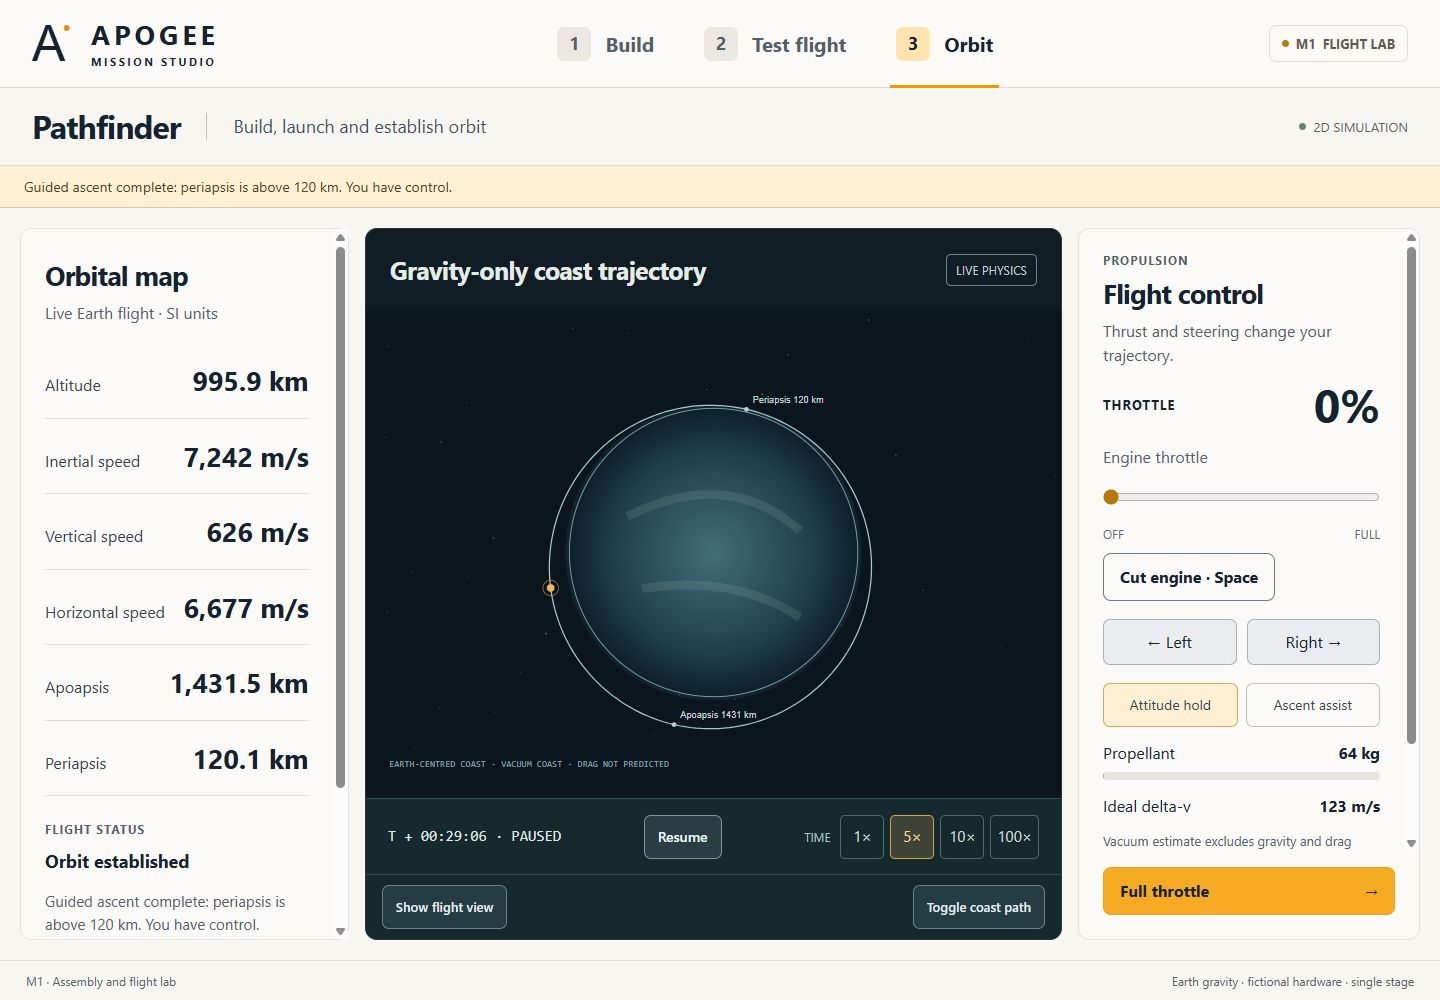 A APOGEE
MISSION STUDIO
1 Build
2 Test flight
3 Orbit
M1 FLIGHT LAB
Pathfinder
Build, launch and establish orbit
2D SIMULATION
Guided ascent complete: periapsis is above 120 km. You have control.
Orbital map
Live Earth flight · SI units
Altitude 995.9 km
Inertial speed 7,242 m/s
Vertical speed 626 m/s
Horizontal speed 6,677 m/s
Apoapsis 1,431.5 km
Periapsis 120.1 km
FLIGHT STATUS
Orbit established
Guided ascent complete: periapsis is
above 120 km. You have control.
Gravity-only coast trajectory
LIVE PHYSICS
Periapsis 120 km
Apoapsis 1431 km
EARTH-CENTRED COAST · VACUUM COAST · DRAG NOT PREDICTED
T + 00:29:06 · PAUSED
Resume
TIME 1× 5× 10× 100×
Show flight view
Toggle coast path
PROPULSION
Flight control
Thrust and steering change your
trajectory.
THROTTLE 0%
Engine throttle
OFF FULL
Cut engine · Space
← Left
Right →
Attitude hold
Ascent assist
Propellant 64 kg
Ideal delta-v 123 m/s
Vacuum estimate excludes gravity and drag
Full throttle →
M1 · Assembly and flight lab
Earth gravity · fictional hardware · single stage